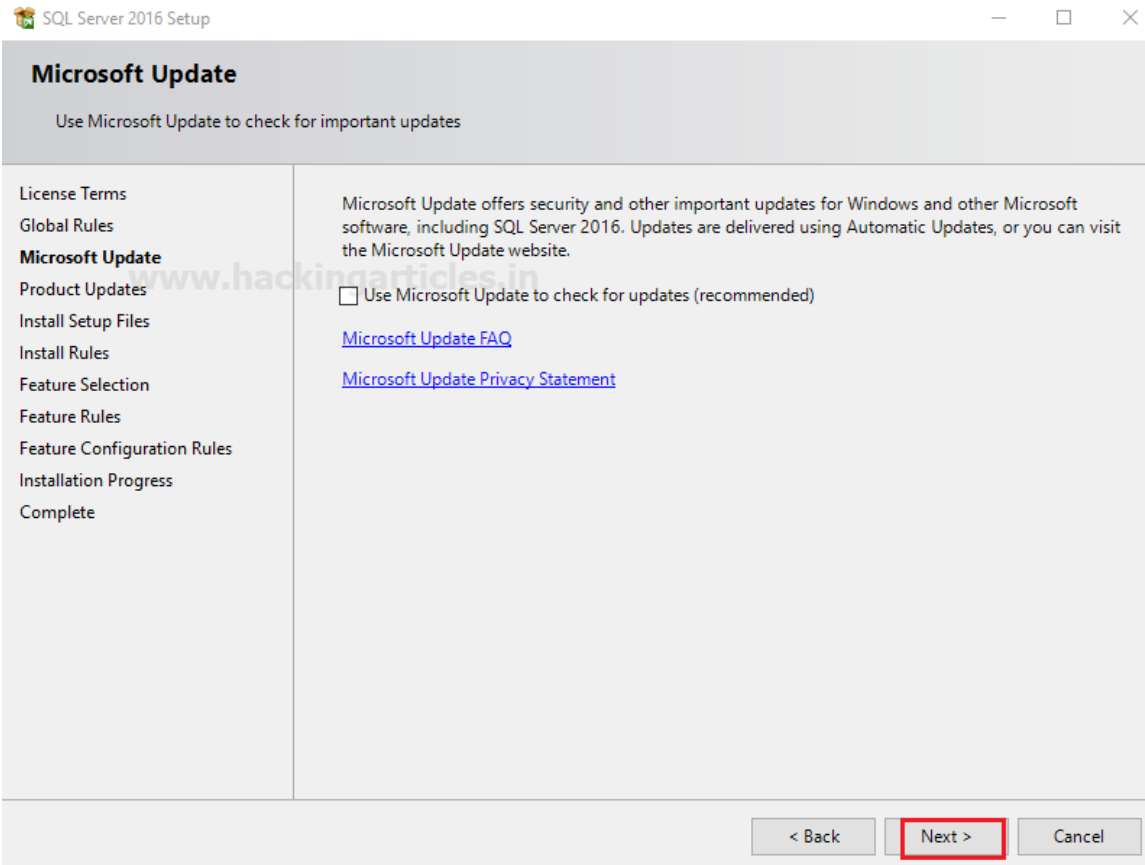 SQL Server 2016 Setup
Microsoft Update
Use Microsoft Update to check for important updates
License Terms
Global Rules
Microsoft Update
Product Updates
Install Setup Files
Install Rules
Feature Selection
Feature Rules
Feature Configuration Rules
Installation Progress
Complete
www.hackingarticles.in
Microsoft Update offers security and other important updates for Windows and other Microsoft
software, including SQL Server 2016. Updates are delivered using Automatic Updates, or you can visit
the Microsoft Update website.
Use Microsoft Update to check for updates (recommended)
Microsoft Update FAQ
Microsoft Update Privacy Statement
< Back
Next >
Cancel